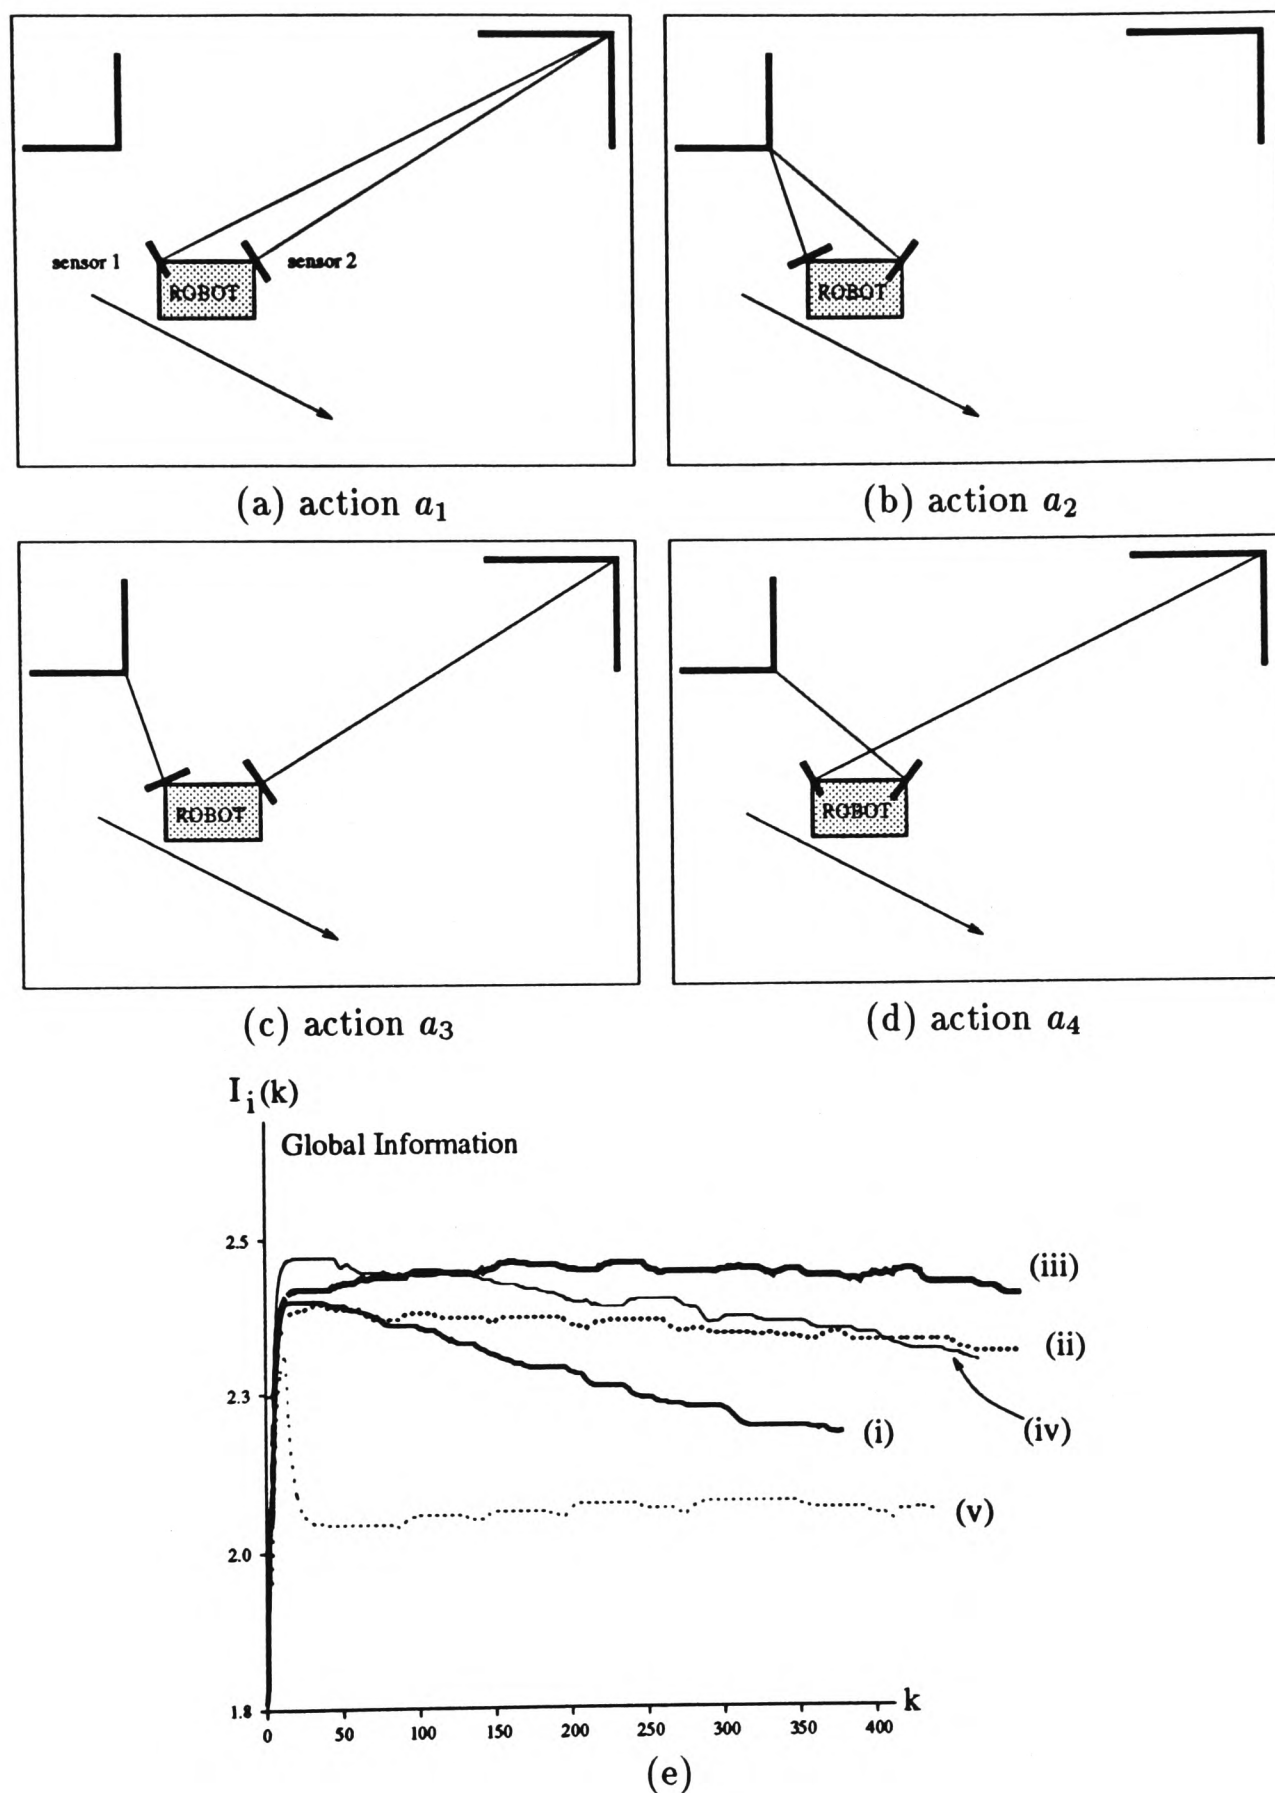 sensor 1
ROBOT
sensor 2
ROBOT
(a) action a₁
(b) action a₂
ROBOT
ROBOT
(c) action a₃
(d) action a₄
I_i(k)
Global Information
2.5
2.3
2.0
1.8
(iii)
(ii)
(iv)
(i)
(v)
0 50 100 150 200 250 300 350 400 k
(e)